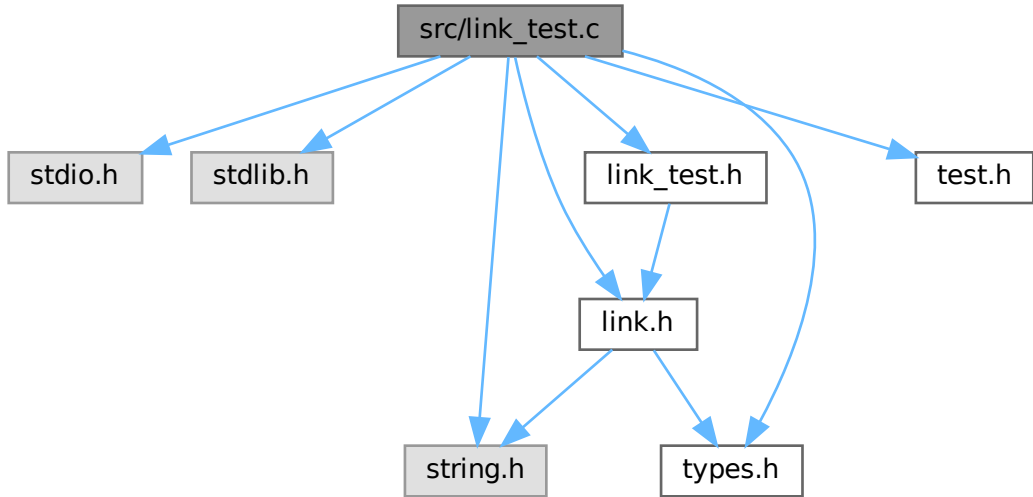 src/link_test.c
stdio.h
stdlib.h
link_test.h
test.h
link.h
string.h
types.h